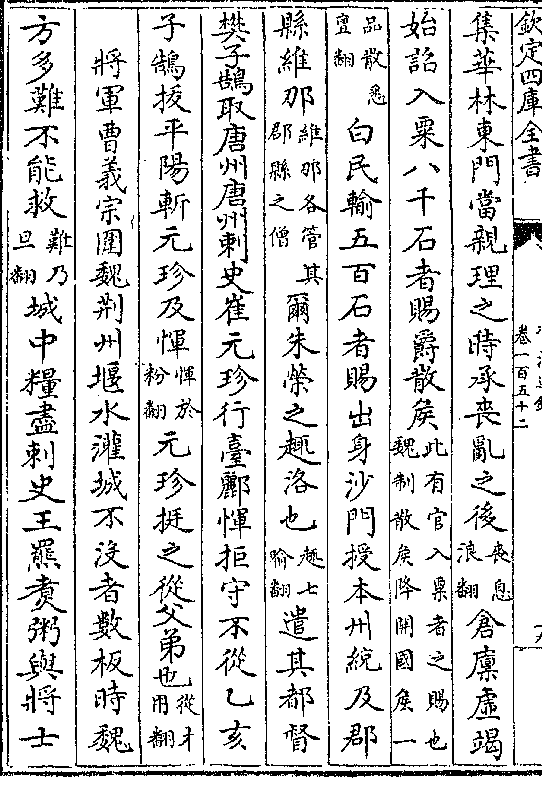 欽定四庫全書
卷一百五十二
集華林東門當親理之時承喪亂之後喪息浪翻倉廩虛竭
始詔入粟八千石者賜爵散侯此有官入粟者之賜也魏制散侯降開國侯一
品散悉亶翻白民輸五百石者賜出身沙門授本州統及郡
縣維那維那各管其郡縣之僧爾朱榮之趣洛也趣七喻翻遣其都督
樊子鵠取唐州唐州刺史崔元珍行臺酈惲拒守不從乙亥
子鵠拔平陽斬元珍及惲惲於粉翻元珍挺之從父弟也從才用翻
將軍曹義宗圍魏荆州堰水灌城不沒者數板時魏
方多難不能救難乃旦翻城中糧盡刺史王羆煑粥與將士